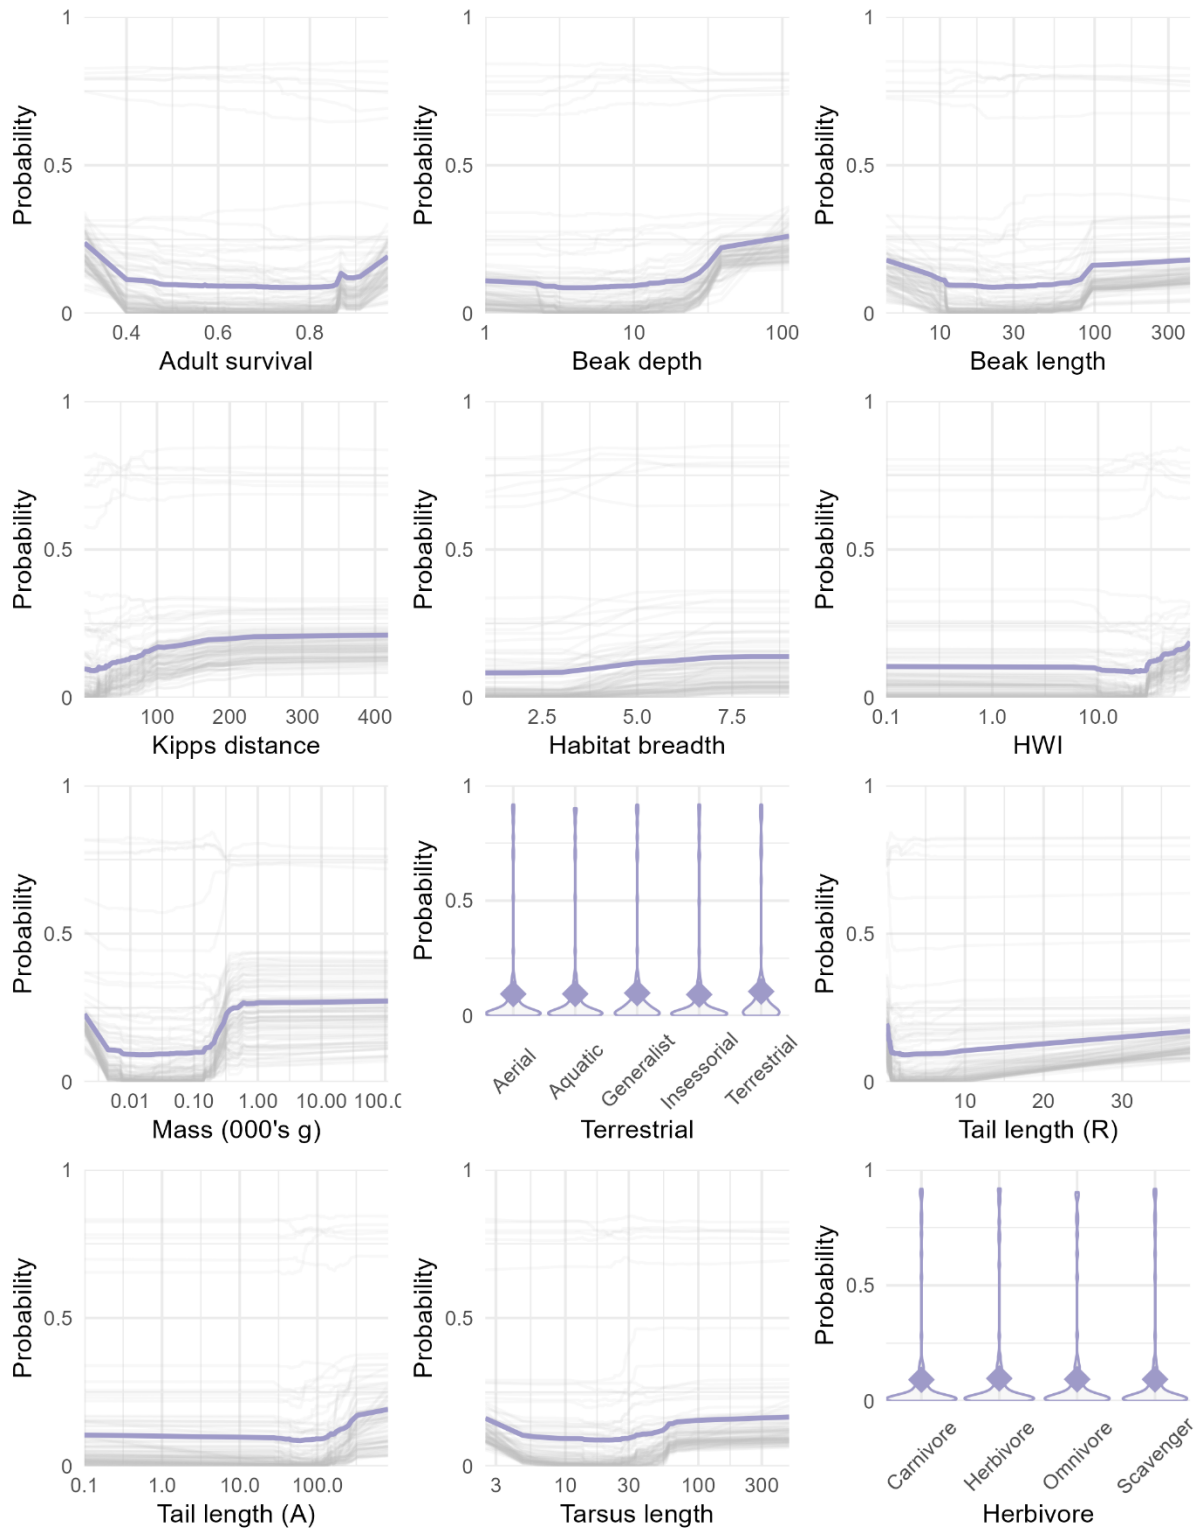 1
1
1
Probability
Probability
Probability
0.5
0.5
0.5
0
0
0
0.4
0.6
0.8
1
10
100
10
30
100
300
Adult survival
Beak depth
Beak length
1
1
1
Probability
Probability
Probability
0.5
0.5
0.5
0
0
0
100
200
300
400
2.5
5.0
7.5
0.1
1.0
10.0
Kipps distance
Habitat breadth
HWI
1
1
1
Probability
Probability
Probability
0.5
0.5
0.5
0
0
0
0.01
0.10
1.00
10.00
100.0
Aerial
Aquatic
Generalist
Insessorial
Terrestrial
10
20
30
Mass (000's g)
Terrestrial
Tail length (R)
1
1
1
Probability
Probability
Probability
0.5
0.5
0.5
0
0
0
0.1
1.0
10.0
100.0
3
10
30
100
300
Carnivore
Herbivore
Omnivore
Scavenger
Tail length (A)
Tarsus length
Herbivore